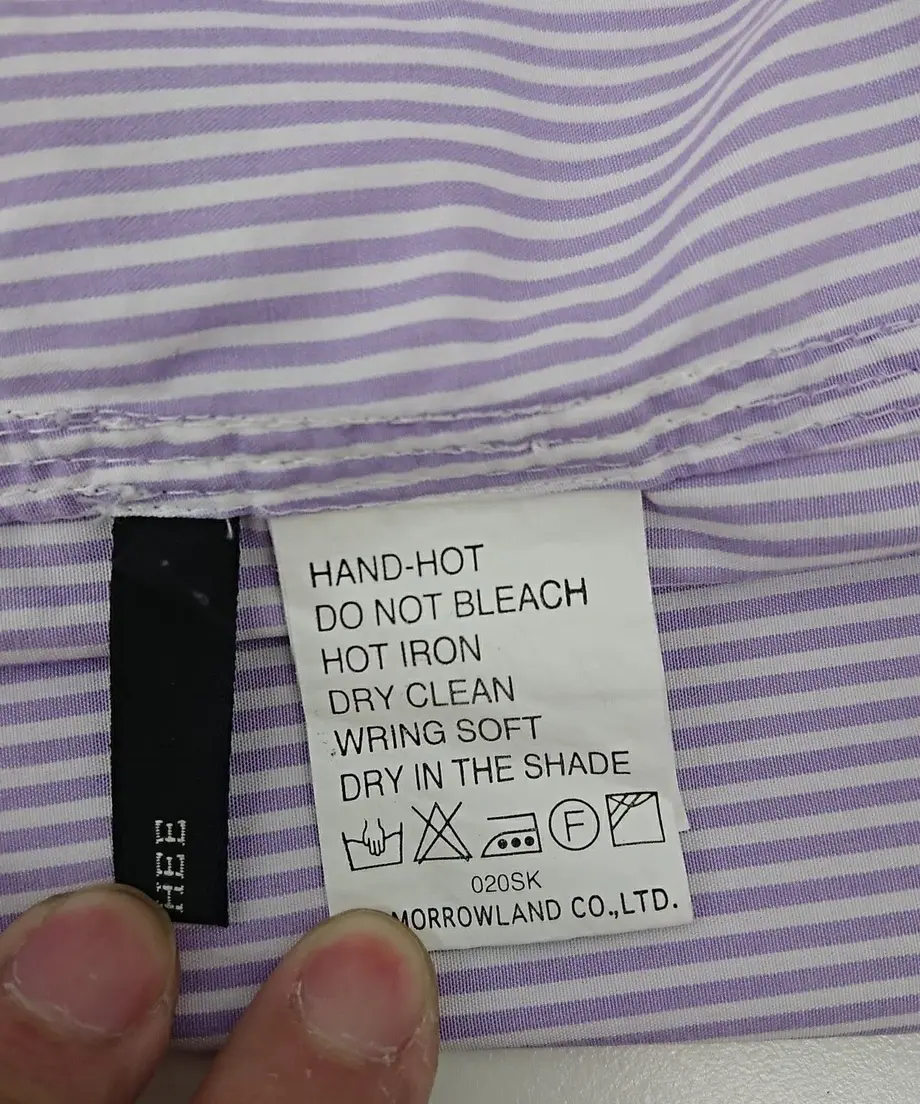 HAND-HOT
DO NOT BLEACH
HOT IRON
DRY CLEAN
WRING SOFT
DRY IN THE SHADE
F
020SK
MORROWLAND CO.,LTD.
HEE